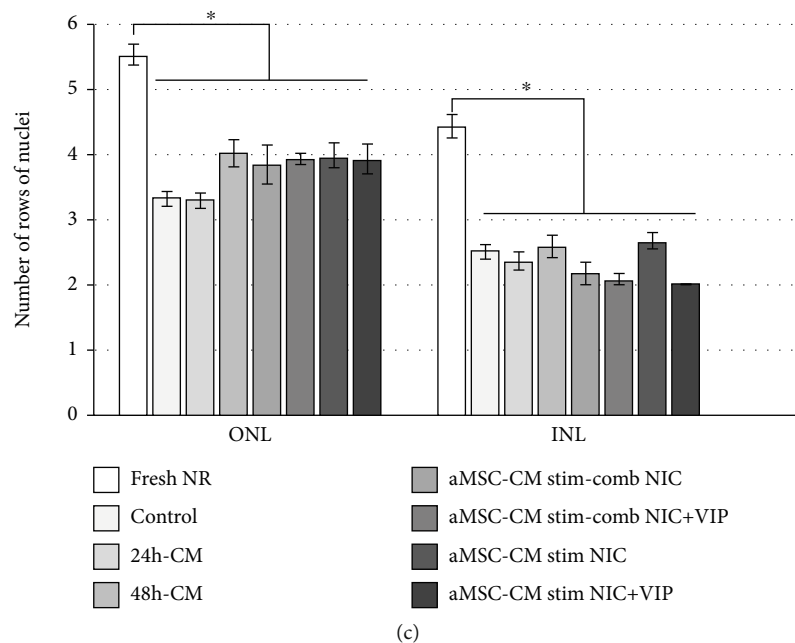 Number of rows of nuclei
6
5
4
3
2
1
0
*
*
ONL
INL
Fresh NR
Control
24h-CM
48h-CM
aMSC-CM stim-comb NIC
aMSC-CM stim-comb NIC+VIP
aMSC-CM stim NIC
aMSC-CM stim NIC+VIP
(c)